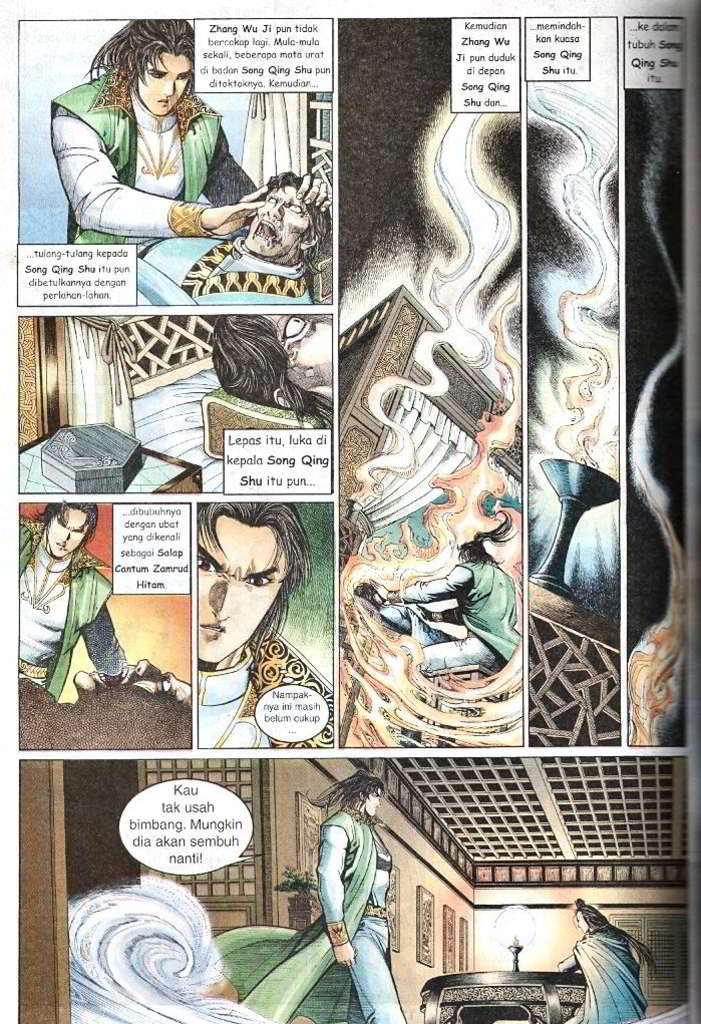 Zhang Wu Ji pun tidak
bercakap lagi. Mula-mula
sekali, beberapa mata urat
di badan Song Qing Shu pun
ditotoknya. Kemudian...
...tulang-tulang kepada
Song Qing Shu itu pun
dibetulkannya dengan
perlahan-lahan.
Lepas itu, luka di
kepala Song Qing
Shu itu pun...
...dibubuhnya
dengan ubat
yang dikenali
sebagai Salap
Cantum Zamrud
Hitam.
Nampak-
nya ini masih
belum cukup
...
Kemudian
Zhang Wu
Ji pun duduk
di depan
Song Qing
Shu dan...
...memindah-
kan kuasa
Song Qing
Shu itu.
...ke dalam
tubuh Song
Qing Shu
itu.
Kau
tak usah
bimbang. Mungkin
dia akan sembuh
nanti!